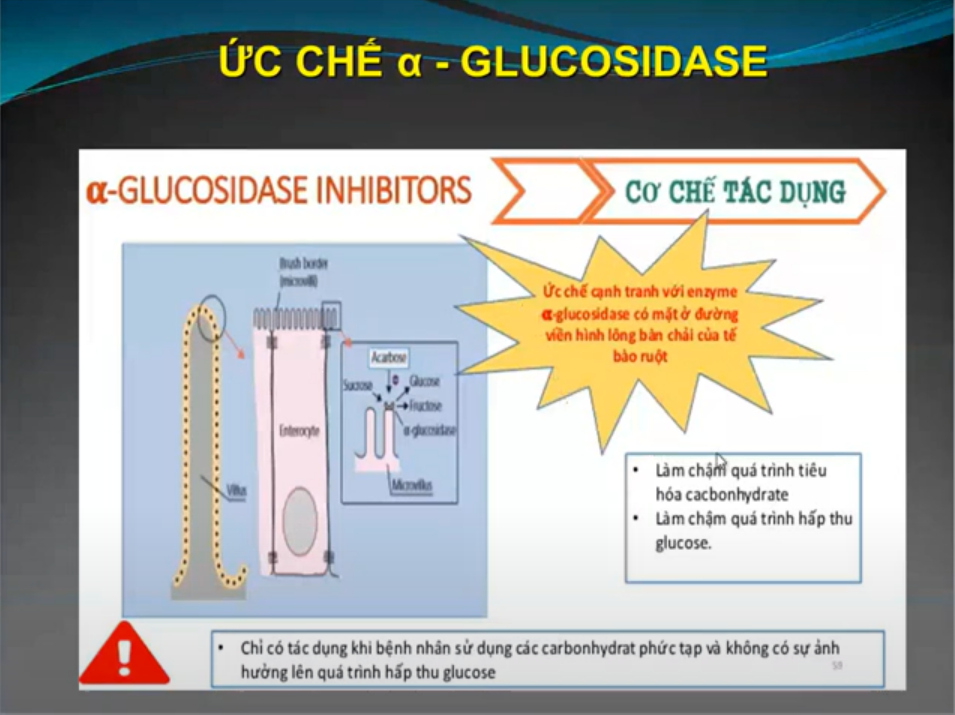 ỨC CHẾ α - GLUCOSIDASE
α-GLUCOSIDASE INHIBITORS
CƠ CHẾ TÁC DỤNG
Brush border
(microvilli)
Ức chế cạnh tranh với enzyme
α-glucosidase có mặt ở đường
viền hình lông bàn chải của tế
bào ruột
Acarbose
Sucrose
Glucose
Fructose
α-glucosidase
Enterocyte
Villus
Microvillus
• Làm chậm quá trình tiêu
hóa cacbonhydrate
• Làm chậm quá trình hấp thu
glucose.
• Chỉ có tác dụng khi bệnh nhân sử dụng các carbonhydrat phức tạp và không có sự ảnh
hưởng lên quá trình hấp thu glucose